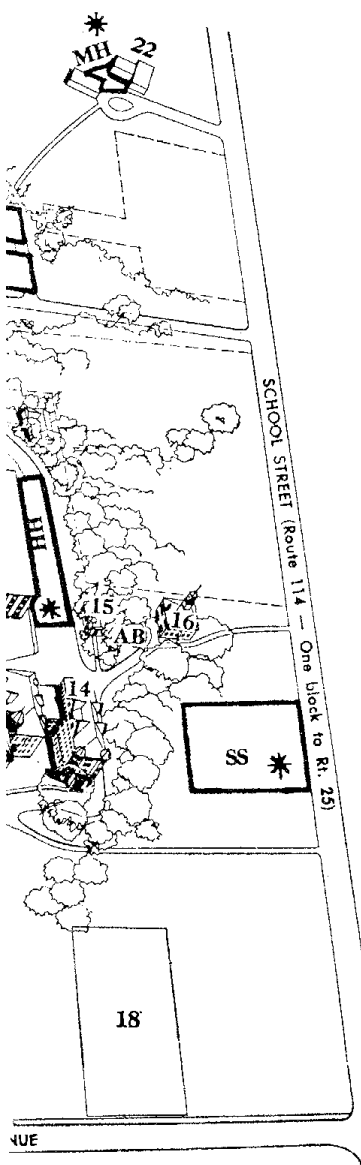 MH 22
HH
SCHOOL STREET (Route 114 — One block to Rt. 25)
15
AB
16
14
SS
18
NUE